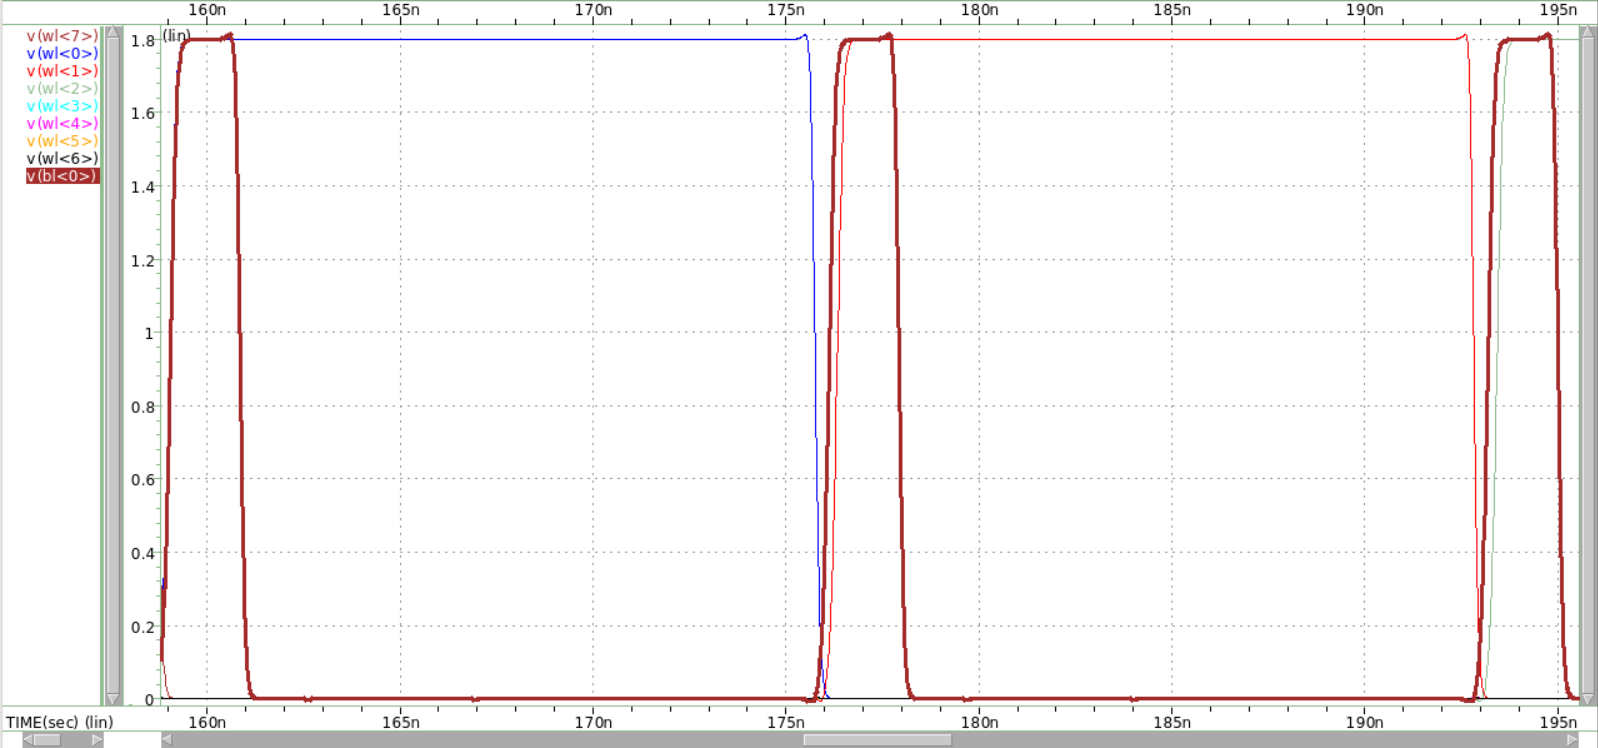 160n 165n 170n 175n 180n 185n 190n 195n
(lin)
v(wl<7>)
v(wl<0>)
v(wl<1>)
v(wl<2>)
v(wl<3>)
v(wl<4>)
v(wl<5>)
v(wl<6>)
v(bl<0>)
1.8
1.6
1.4
1.2
1
0.8
0.6
0.4
0.2
0
TIME(sec) (lin) 160n 165n 170n 175n 180n 185n 190n 195n